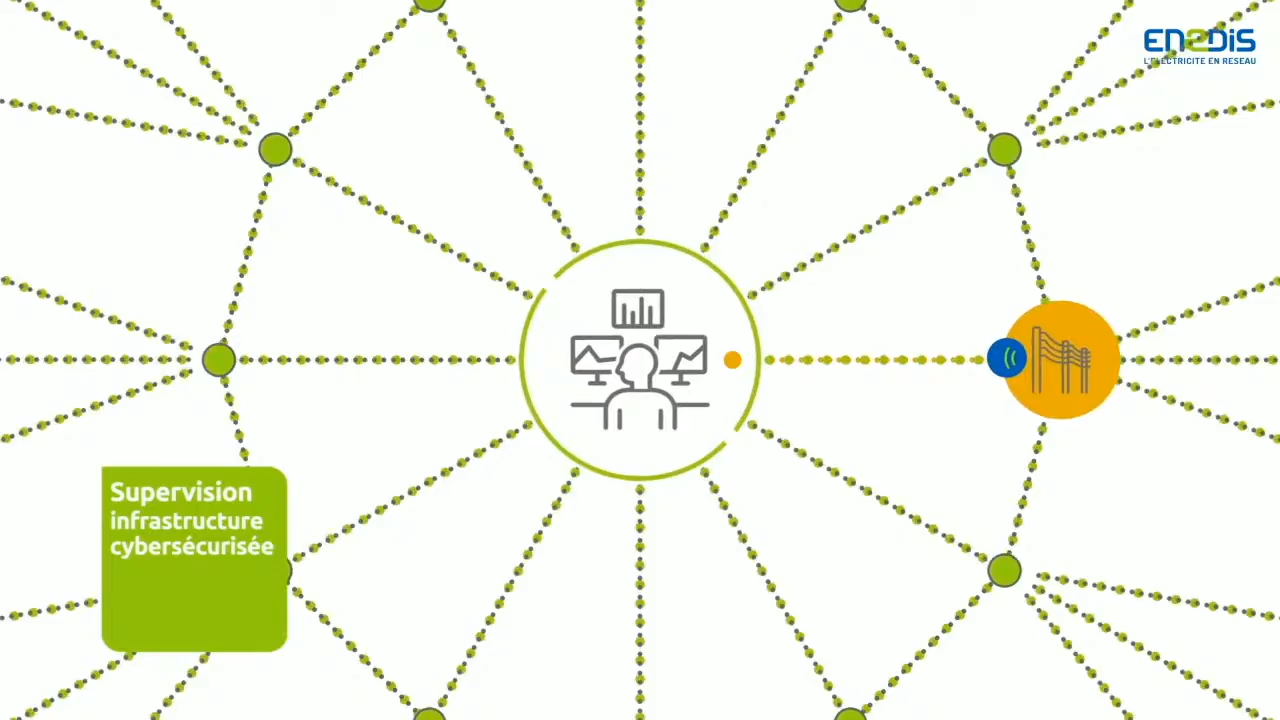 ENEDIS
L'ELECTRICITE EN RESEAU
Supervision
infrastructure
cybersécurisée